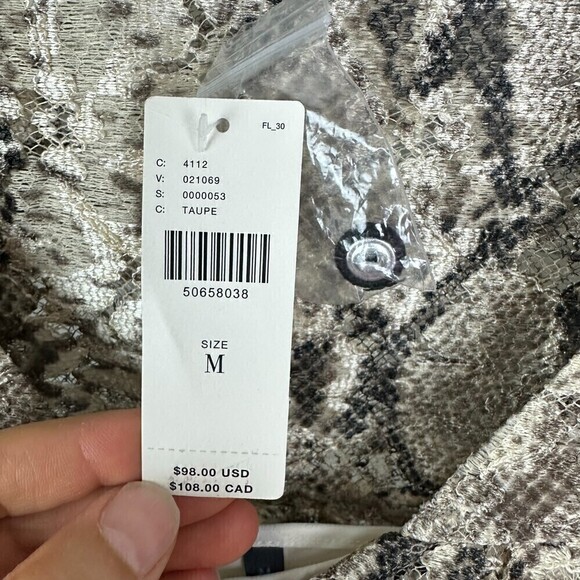 FL_30
C: 4112
V: 021069
S: 0000053
C: TAUPE
50658038
SIZE
M
$98.00 USD
$108.00 CAD